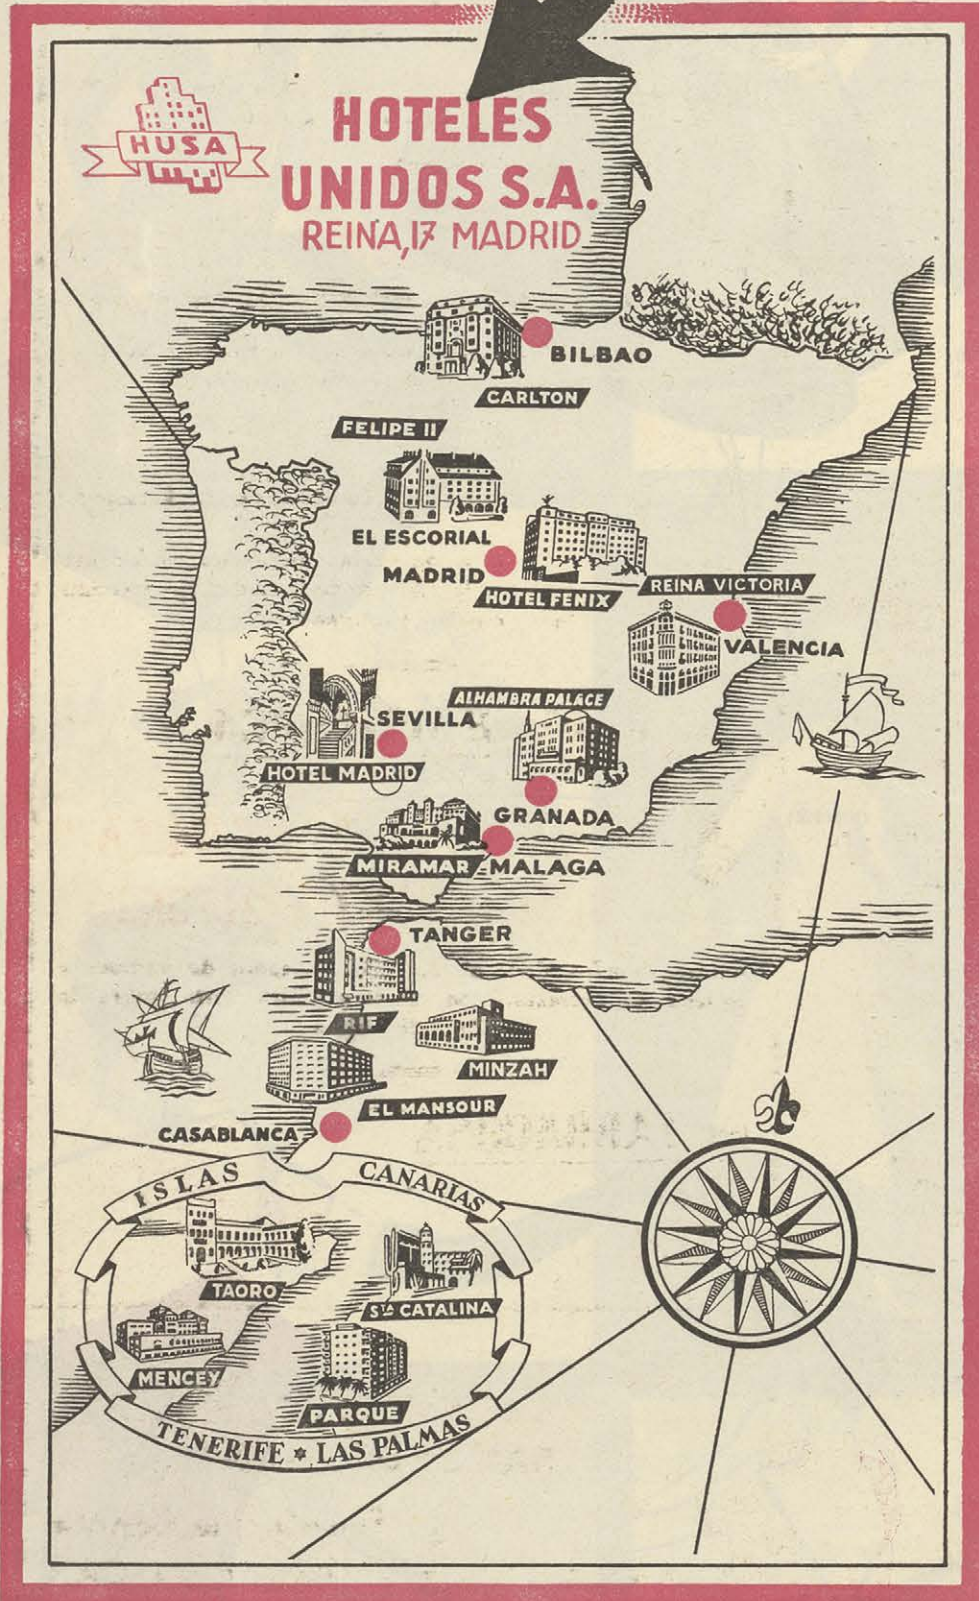 HUSA
HOTELES
UNIDOS S.A.
REINA, 17 MADRID
BILBAO
CARLTON
FELIPE II
EL ESCORIAL
MADRID
HOTEL FENIX
REINA VICTORIA
VALENCIA
ALHAMBRA PALACE
SEVILLA
HOTEL MADRID
GRANADA
MIRAMAR
MALAGA
TANGER
RIF
MINZAH
EL MANSOUR
CASABLANCA
ISLAS CANARIAS
TAORO
STA CATALINA
MENCEY
PARQUE
TENERIFE * LAS PALMAS